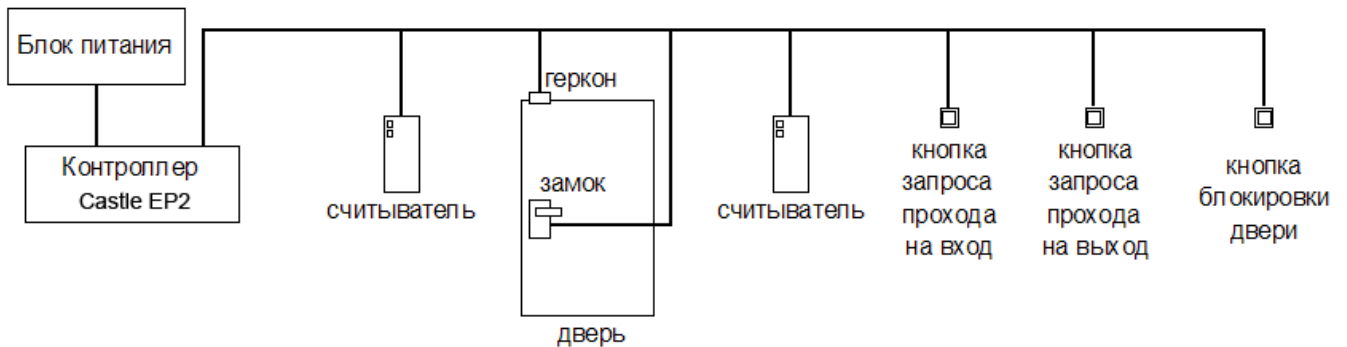 Блок питания
Контроллер
Castle EP2
считыватель
геркон
замок
дверь
считыватель
кнопка
запроса
прохода
на вход
кнопка
запроса
прохода
на выход
кнопка
блокировки
двери